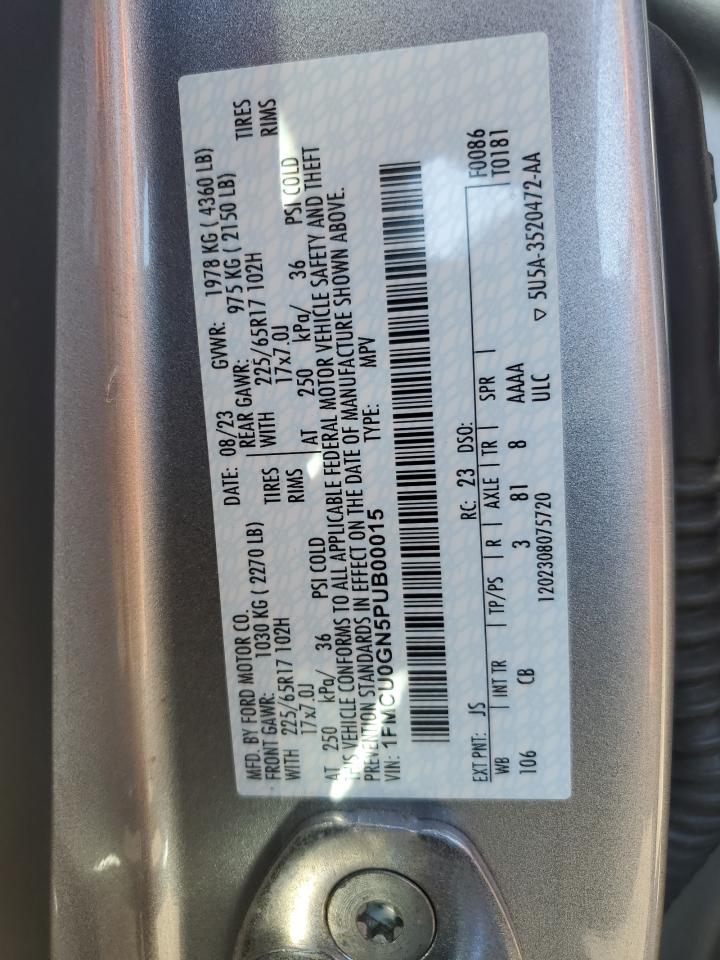 MFD. BY FORD MOTOR CO. DATE: 08/23 GVWR: 1978 KG ( 4360 LB)
FRONT GAWR: 1030 KG ( 2270 LB) REAR GAWR: 975 KG ( 2150 LB)
WITH 225/65R17 102H TIRES WITH 225/65R17 102H TIRES
17x7.0J RIMS 17x7.0J RIMS
AT 250 kPa/ 36 PSI COLD AT 250 kPa/ 36 PSI COLD
THIS VEHICLE CONFORMS TO ALL APPLICABLE FEDERAL MOTOR VEHICLE SAFETY AND THEFT
PREVENTION STANDARDS IN EFFECT ON THE DATE OF MANUFACTURE SHOWN ABOVE.
VIN: 1FMCU0GN5PUB00015 TYPE: MPV
F0086
EXT PNT: JS RC: 23 DSO: T0181
WB INT TR TP/PS R AXLE TR SPR
106 CB 3 81 8 AAAA
ULC ▽ 5U5A-3520472-AA
1202308075720